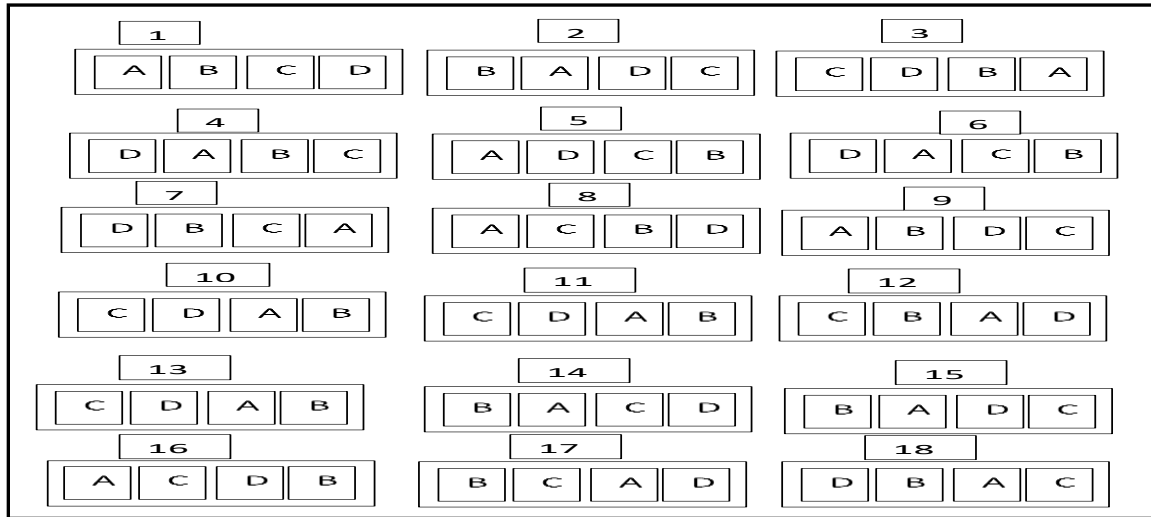 1 2 3
A B C D B A D C C D B A
4 5 6
D A B C A D C B D A C B
7 8 9
D B C A A C B D A B D C
10 11 12
C D A B C D A B C B A D
13 14 15
C D A B B A C D B A D C
16 17 18
A C D B B C A D D B A C